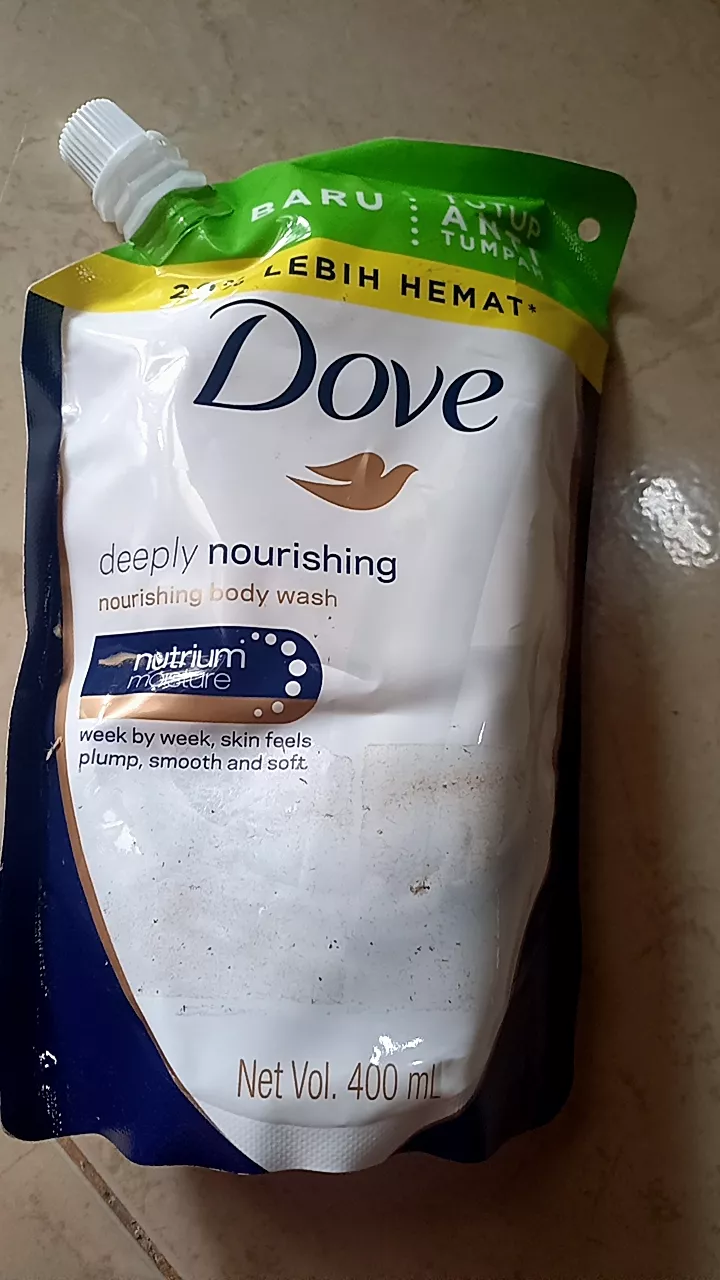 BARU
TUTUP
ANTI
TUMPAH
20% LEBIH HEMAT*
Dove
deeply nourishing
nourishing body wash
nutrium
moisture
week by week, skin feels
plump, smooth and soft
Net Vol. 400 mL